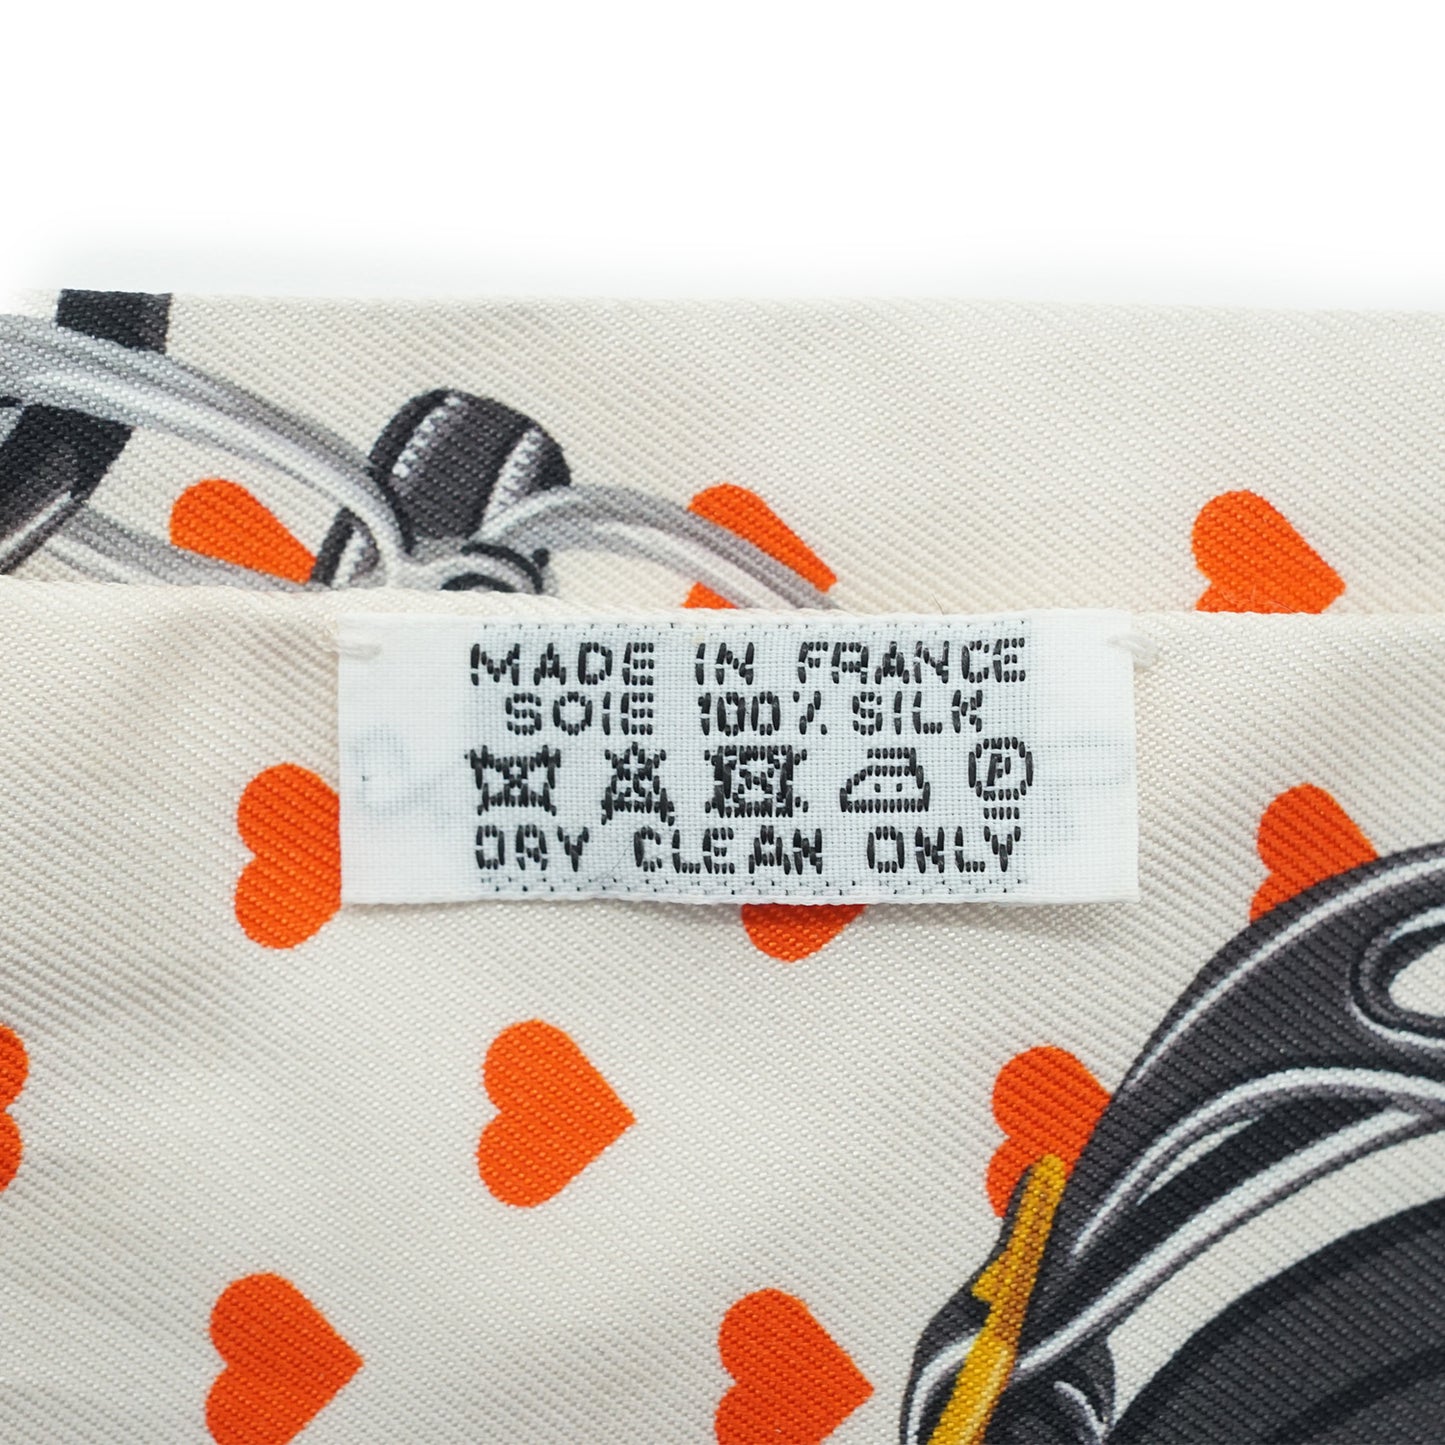 MADE IN FRANCE
SOIE 100% SILK
P
DRY CLEAN ONLY